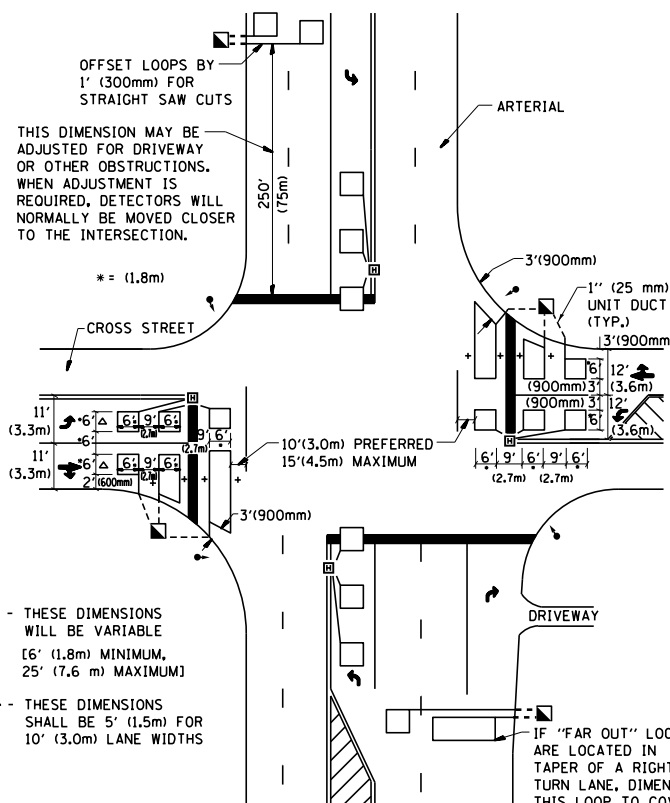 OFFSET LOOPS BY
1' (300mm) FOR
STRAIGHT SAW CUTS
ARTERIAL
THIS DIMENSION MAY BE
ADJUSTED FOR DRIVEWAY
OR OTHER OBSTRUCTIONS.
WHEN ADJUSTMENT IS
REQUIRED, DETECTORS WILL
NORMALLY BE MOVED CLOSER
TO THE INTERSECTION.
250'
(75m)
* = (1.8m)
3'(900mm)
1" (25 mm)
UNIT DUCT
(TYP.)
CROSS STREET
3'(900mm
*6'
12'
(3.6m)
(900mm) 3'
(900mm) 3'
12'
*6'
(3.6m)
H
H
H
H
11'
(3.3m)
*6'
*6'
6' 9' 6'
(2.7m)
9' 6'
(2.7m)
11'
(3.3m)
*6'
2' (600mm)
6' 9' 6'
(2.7m)
10'(3.0m) PREFERRED
15'(4.5m) MAXIMUM
6' 9' 6' 9' 6'
(2.7m) (2.7m)
3'(900mm)
- THESE DIMENSIONS
WILL BE VARIABLE
[6' (1.8m) MINIMUM,
25' (7.6 m) MAXIMUM]
DRIVEWAY
- THESE DIMENSIONS
SHALL BE 5' (1.5m) FOR
10' (3.0m) LANE WIDTHS
IF "FAR OUT" LOO
ARE LOCATED IN
TAPER OF A RIGHT
TURN LANE, DIMEN
THIS LOOP TO COV